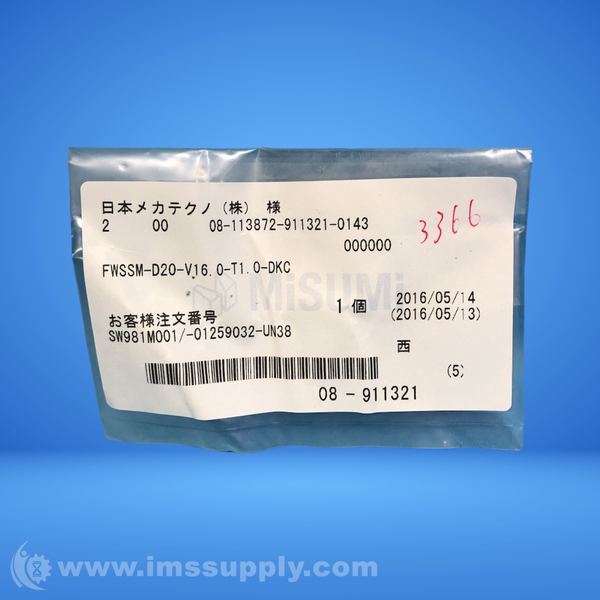 日本メカテクノ（株） 様
2 00 08-113872-911321-0143
000000
3366
FWSSM-D20-V16.0-T1.0-DKC
MiSUMi
1個 2016/05/14
(2016/05/13)
お客様注文番号
SW981M001/-01259032-UN38
西
(5)
08 - 911321
www.imssupply.com